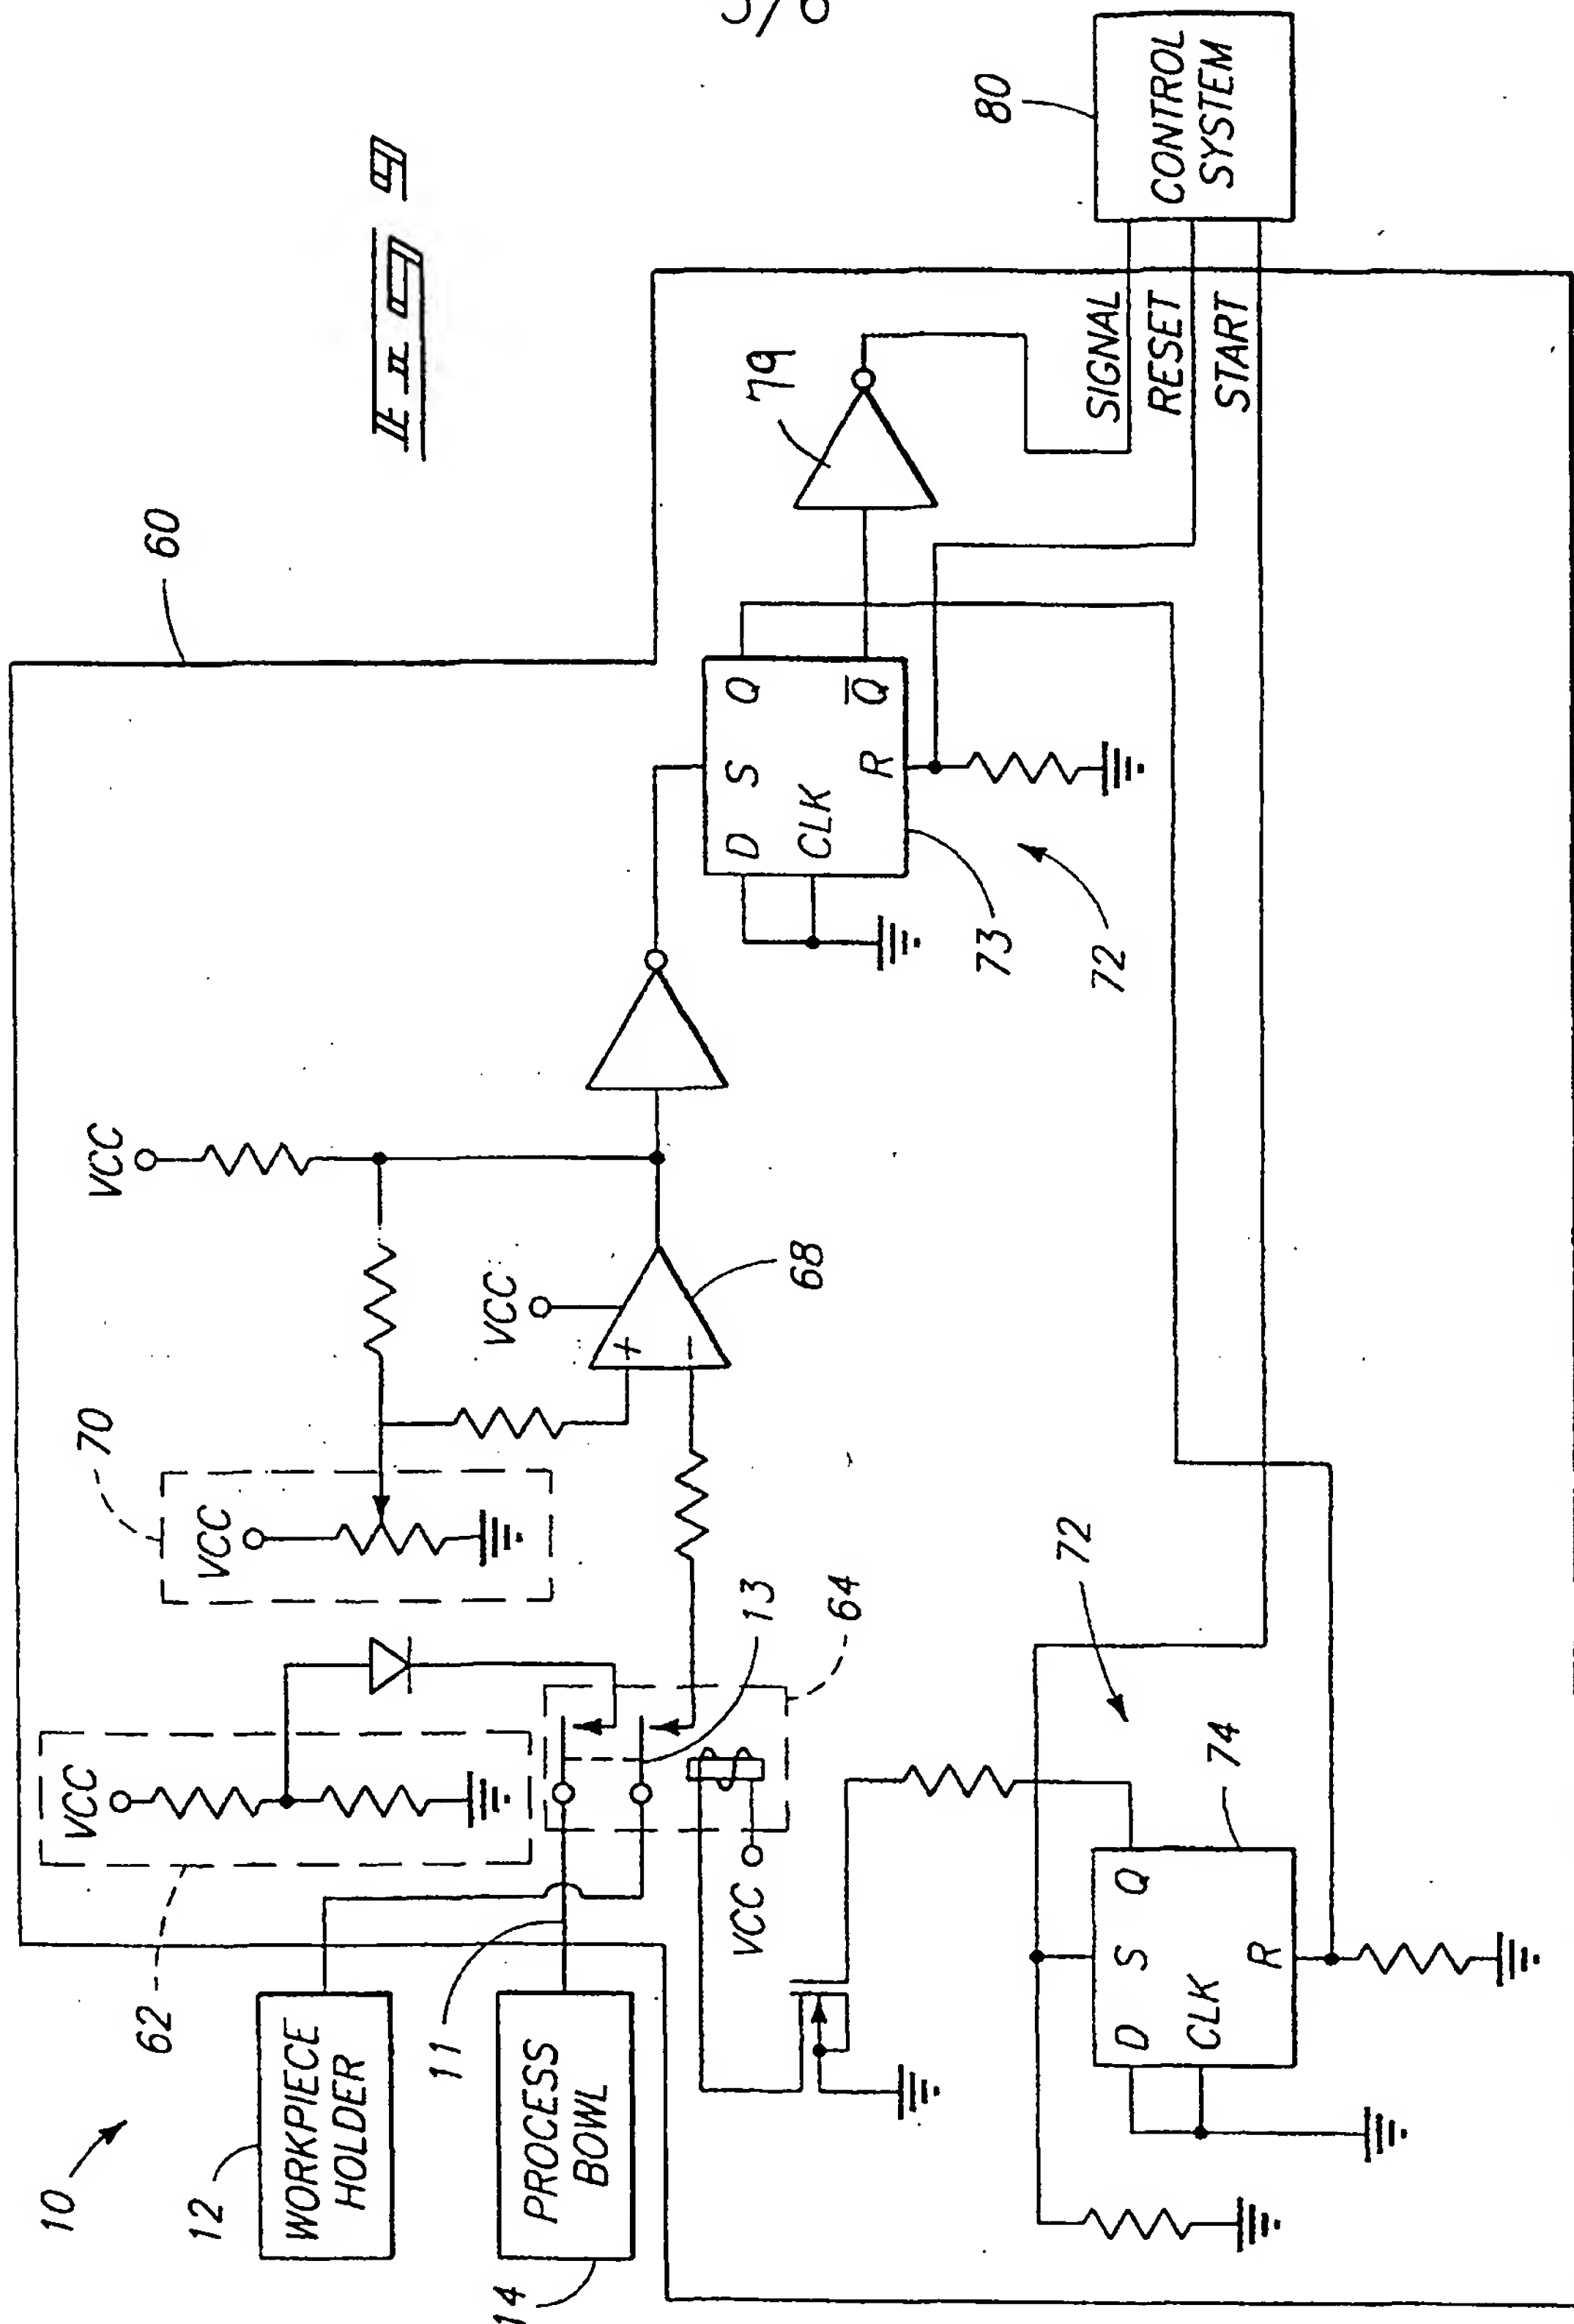 5/6
FIG 9
10
12
WORKPIECE
HOLDER
14
PROCESS
BOWL
11
62
VCC
70
VCC
VCC
VCC
60
13
64
VCC
68
+
−
D S Q
CLK
R Q̅
73
72
79
SIGNAL
RESET
START
80
CONTROL
SYSTEM
72
74
D S Q
CLK
R